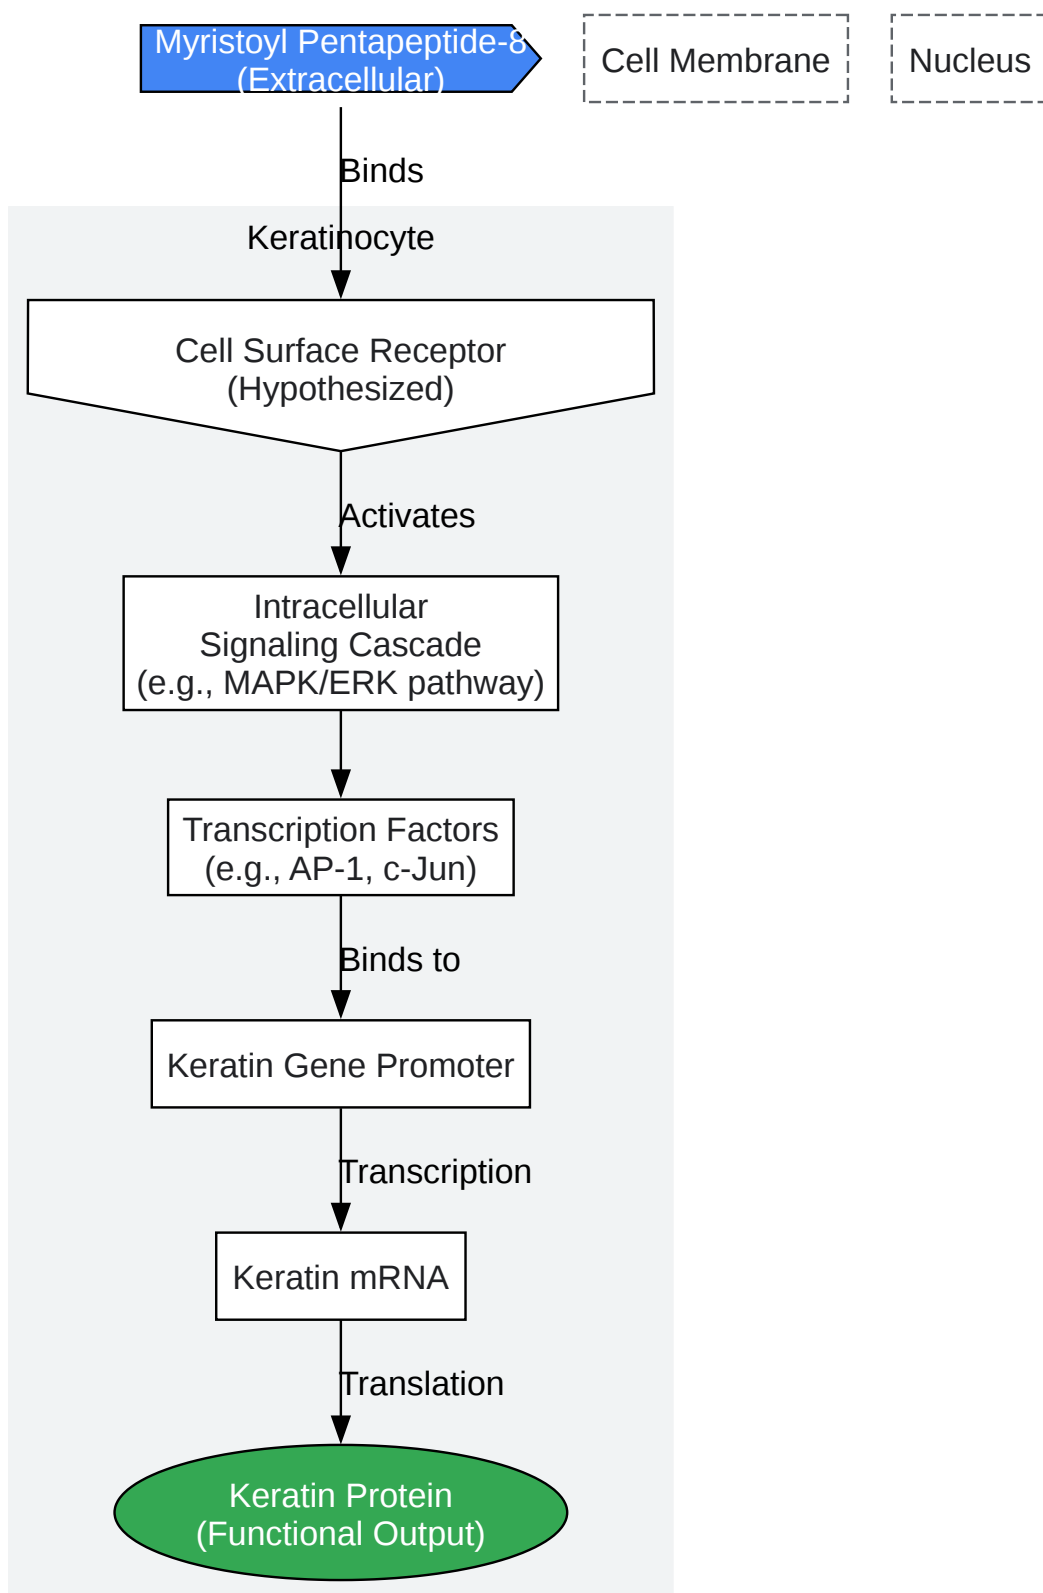 Myristoyl Pentapeptide-8
(Extracellular)
Cell Membrane
Nucleus
Binds
Keratinocyte
Cell Surface Receptor
(Hypothesized)
Activates
Intracellular
Signaling Cascade
(e.g., MAPK/ERK pathway)
Transcription Factors
(e.g., AP-1, c-Jun)
Binds to
Keratin Gene Promoter
Transcription
Keratin mRNA
Translation
Keratin Protein
(Functional Output)